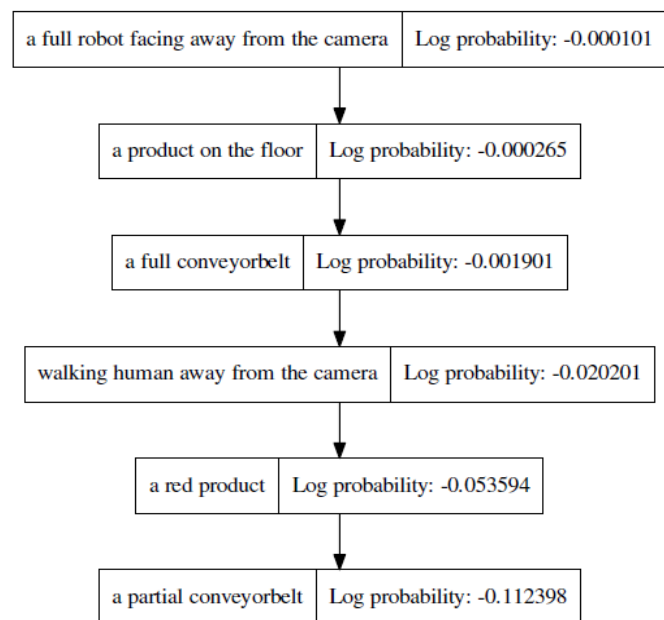 a full robot facing away from the camera Log probability: -0.000101
a product on the floor Log probability: -0.000265
a full conveyorbelt Log probability: -0.001901
walking human away from the camera Log probability: -0.020201
a red product Log probability: -0.053594
a partial conveyorbelt Log probability: -0.112398